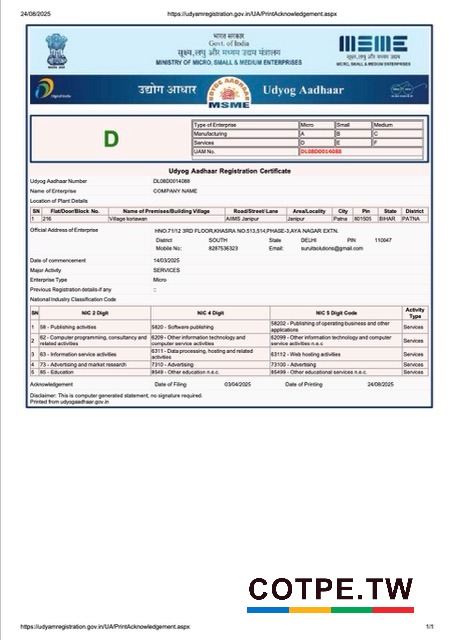 24/08/2025 https://udyamregistration.gov.in/UA/PrintAcknowledgement.aspx
भारत सरकार
Govt. of India
सूक्ष्म, लघु और मध्यम उद्यम मंत्रालय
MINISTRY OF MICRO, SMALL & MEDIUM ENTERPRISES
MICRO, SMALL & MEDIUM ENTERPRISES
Digital India
उद्योग आधार
UDYOG AADHAAR
MSME
Udyog Aadhaar
D
Type of Enterprise Micro Small Medium
Manufacturing A B C
Services D E F
UAM No. DL08D0014088
Udyog Aadhaar Registration Certificate
Udyog Aadhaar Number DL08D0014088
Name of Enterprise COMPANY NAME
Location of Plant Details
SN Flat/Door/Block No. Name of Premises/Building Village Road/Street/Lane Area/Locality City Pin State District
1 216 Village koriawan AIIMS Janipur Janipur Patna 801505 BIHAR PATNA
Official Address of Enterprise HNO.71/12 3RD FLOOR,KHASRA NO.513,514,PHASE-3,AYA NAGAR EXTN.
District SOUTH State DELHI PIN 110047
Mobile No: 8287536323 Email: suruitsolutions@gmail.com
Date of commencement 14/03/2025
Major Activity SERVICES
Enterprise Type Micro
Previous Registration details-if any ::
National Industry Classification Code
SN NIC 2 Digit NIC 4 Digit NIC 5 Digit Code Activity Type
1 58 - Publishing activities 5820 - Software publishing 58202 - Publishing of operating business and other applications Services
2 62 - Computer programming, consultancy and related activities 6209 - Other information technology and computer service activities 62099 - Other information technology and computer service activities n.e.c Services
3 63 - Information service activities 6311 - Data processing, hosting and related activities 63112 - Web hosting activities Services
4 73 - Advertising and market research 7310 - Advertising 73100 - Advertising Services
5 85 - Education 8549 - Other education n.e.c. 85499 - Other educational services n.e.c. Services
Acknowledgement Date of Filing 03/04/2025 Date of Printing 24/08/2025
Disclaimer: This is computer generated statement, no signature required.
Printed from udyogaadhaar.gov.in
COTPE.TW
https://udyamregistration.gov.in/UA/PrintAcknowledgement.aspx 1/1